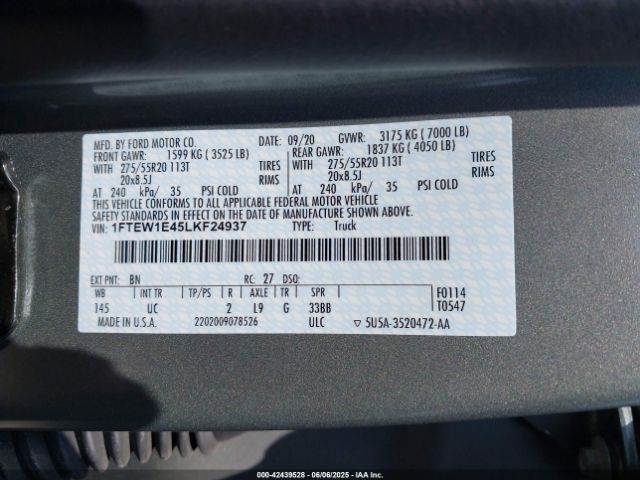 MFD. BY FORD MOTOR CO. DATE: 09/20 GVWR: 3175 KG ( 7000 LB)
FRONT GAWR: 1599 KG ( 3525 LB) REAR GAWR: 1837 KG ( 4050 LB)
WITH 275/55R20 113T TIRES WITH 275/55R20 113T TIRES
20x8.5J RIMS 20x8.5J RIMS
AT 240 kPa/ 35 PSI COLD AT 240 kPa/ 35 PSI COLD
THIS VEHICLE CONFORMS TO ALL APPLICABLE FEDERAL MOTOR VEHICLE
SAFETY STANDARDS IN EFFECT ON THE DATE OF MANUFACTURE SHOWN ABOVE.
VIN: 1FTEW1E45LKF24937 TYPE: Truck
EXT PNT: BN RC: 27 DSO:
WB INT TR TP/PS R AXLE TR SPR F0114
145 UC 2 L9 G 33BB T0547
MADE IN U.S.A. 2202009078526 ULC ▽ 5U5A-3520472-AA
000-42439528 - 06/06/2025 - IAA Inc.